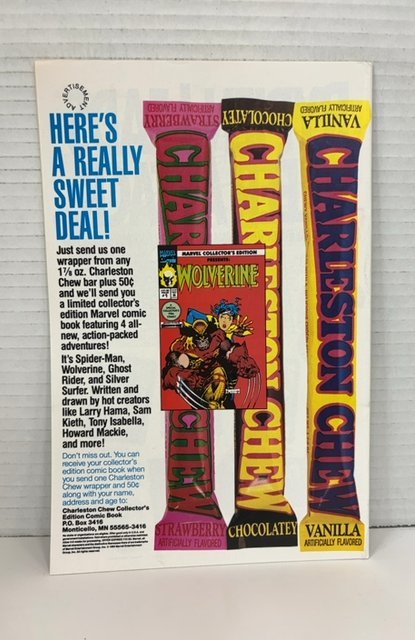 ADVERTISEMENT
HERE'S
A REALLY
SWEET
DEAL!
Just send us one
wrapper from any
1⅞ oz. Charleston
Chew bar plus 50¢
and we'll send you
a limited collector's
edition Marvel comic
book featuring 4 all-
new, action-packed
adventures!
It's Spider-Man,
Wolverine, Ghost
Rider, and Silver
Surfer. Written and
drawn by hot creators
like Larry Hama, Sam
Kieth, Tony Isabella,
Howard Mackie,
and more!
Don't miss out. You can
receive your collector's
edition comic book when
you send one Charleston
Chew wrapper and 50¢
along with your name,
address and age to:
Charleston Chew Collector's
Edition Comic Book
P.O. Box 3416
Monticello, MN 55565-3416
STRAWBERRY
ARTIFICIALLY FLAVORED
CHARLESTON CHEW
STRAWBERRY
ARTIFICIALLY FLAVORED
CHOCOLATEY
CHARLESTON CHEW
CHOCOLATEY
VANILLA
ARTIFICIALLY FLAVORED
CHARLESTON CHEW
VANILLA
ARTIFICIALLY FLAVORED
MARVEL COLLECTOR'S EDITION
PRESENTS:
WOLVERINE